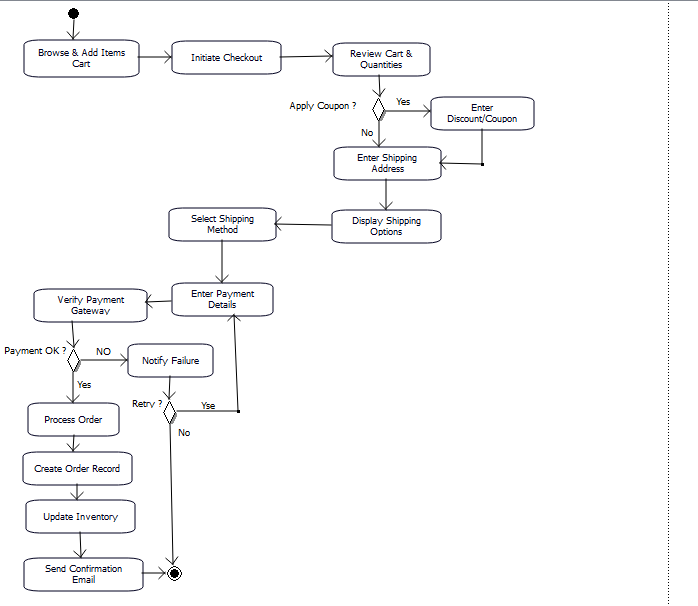 Browse & Add Items
Cart
Initiate Checkout
Review Cart &
Quantities
Apply Coupon ?
Yes
Enter
Discount/Coupon
No
Enter Shipping
Address
Select Shipping
Method
Display Shipping
Options
Enter Payment
Details
Verify Payment
Gateway
Payment OK ?
NO
Notify Failure
Yes
Retry ?
Yse
No
Process Order
Create Order Record
Update Inventory
Send Confirmation
Email